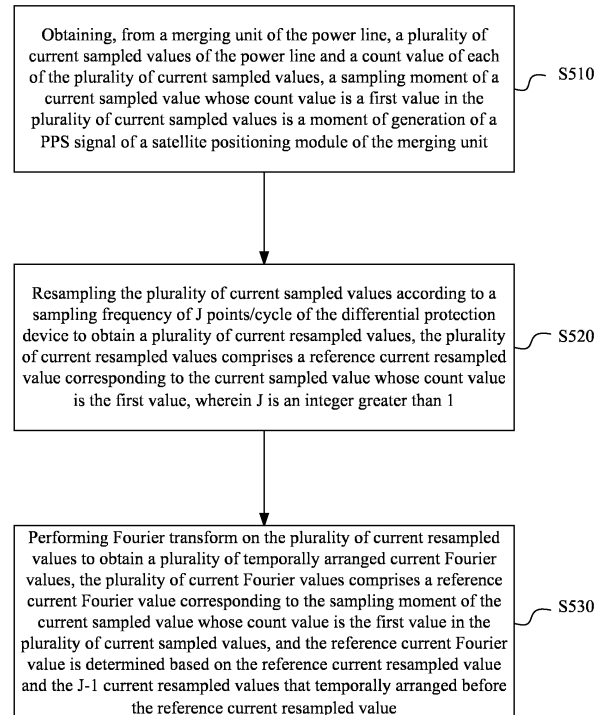 Obtaining, from a merging unit of the power line, a plurality of
current sampled values of the power line and a count value of each
of the plurality of current sampled values, a sampling moment of a
current sampled value whose count value is a first value in the
plurality of current sampled values is a moment of generation of a
PPS signal of a satellite positioning module of the merging unit
S510
Resampling the plurality of current sampled values according to a
sampling frequency of J points/cycle of the differential protection
device to obtain a plurality of current resampled values, the plurality
of current resampled values comprises a reference current resampled
value corresponding to the current sampled value whose count value
is the first value, wherein J is an integer greater than 1
S520
Performing Fourier transform on the plurality of current resampled
values to obtain a plurality of temporally arranged current Fourier
values, the plurality of current Fourier values comprises a reference
current Fourier value corresponding to the sampling moment of the
current sampled value whose count value is the first value in the
plurality of current sampled values, and the reference current Fourier
value is determined based on the reference current resampled value
and the J-1 current resampled values that temporally arranged before
the reference current resampled value
S530